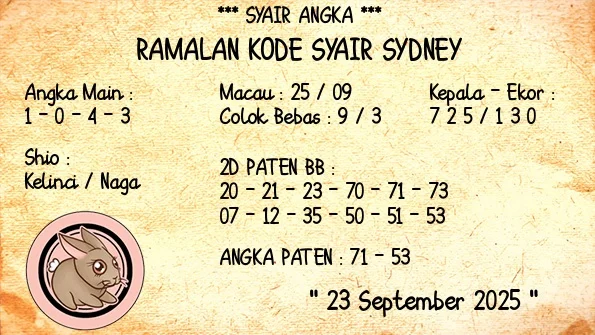 *** SYAIR ANGKA ***
RAMALAN KODE SYAIR SYDNEY
Angka Main :
1 - 0 - 4 - 3
Macau : 25 / 09
Colok Bebas : 9 / 3
Kepala - Ekor :
7 2 5 / 1 3 0
Shio :
Kelinci / Naga
2D PATEN BB :
20 - 21 - 23 - 70 - 71 - 73
07 - 12 - 35 - 50 - 51 - 53
ANGKA PATEN : 71 - 53
" 23 September 2025 "